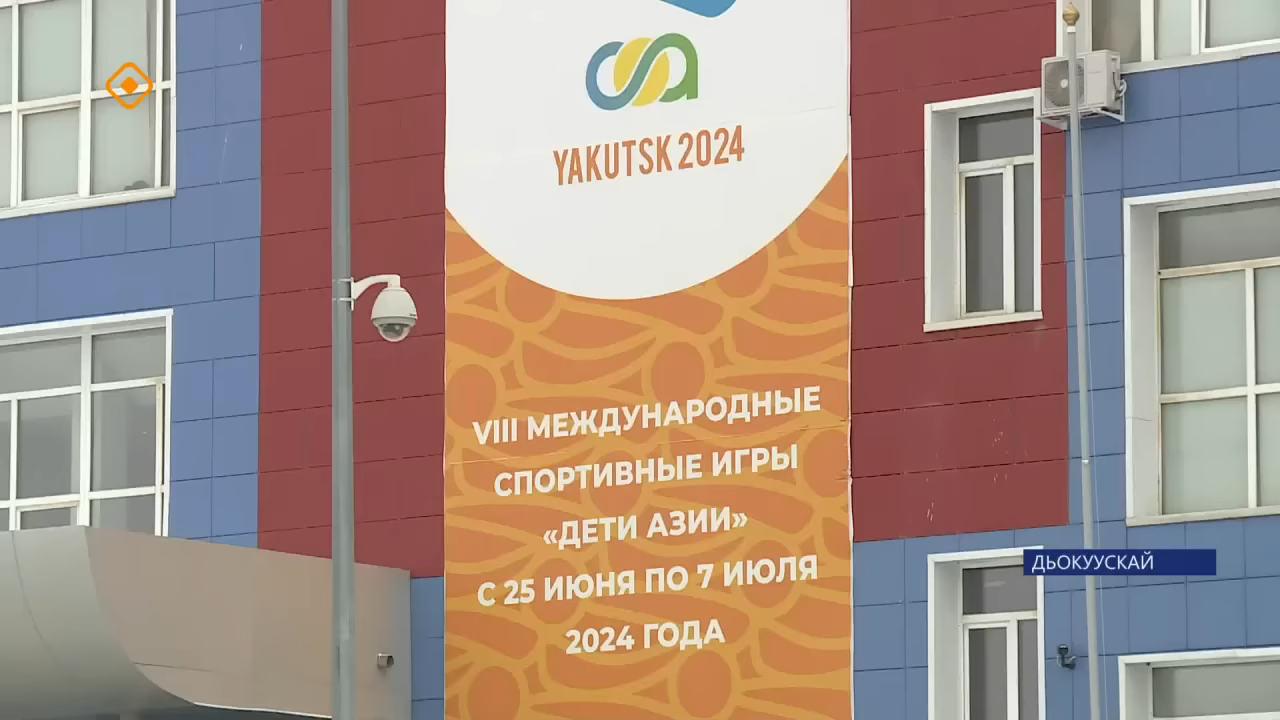 YAKUTSK 2024
VIII МЕЖДУНАРОДНЫЕ
СПОРТИВНЫЕ ИГРЫ
«ДЕТИ АЗИИ»
С 25 ИЮНЯ ПО 7 ИЮЛЯ
2024 ГОДА
ДЬОКУУСКАЙ